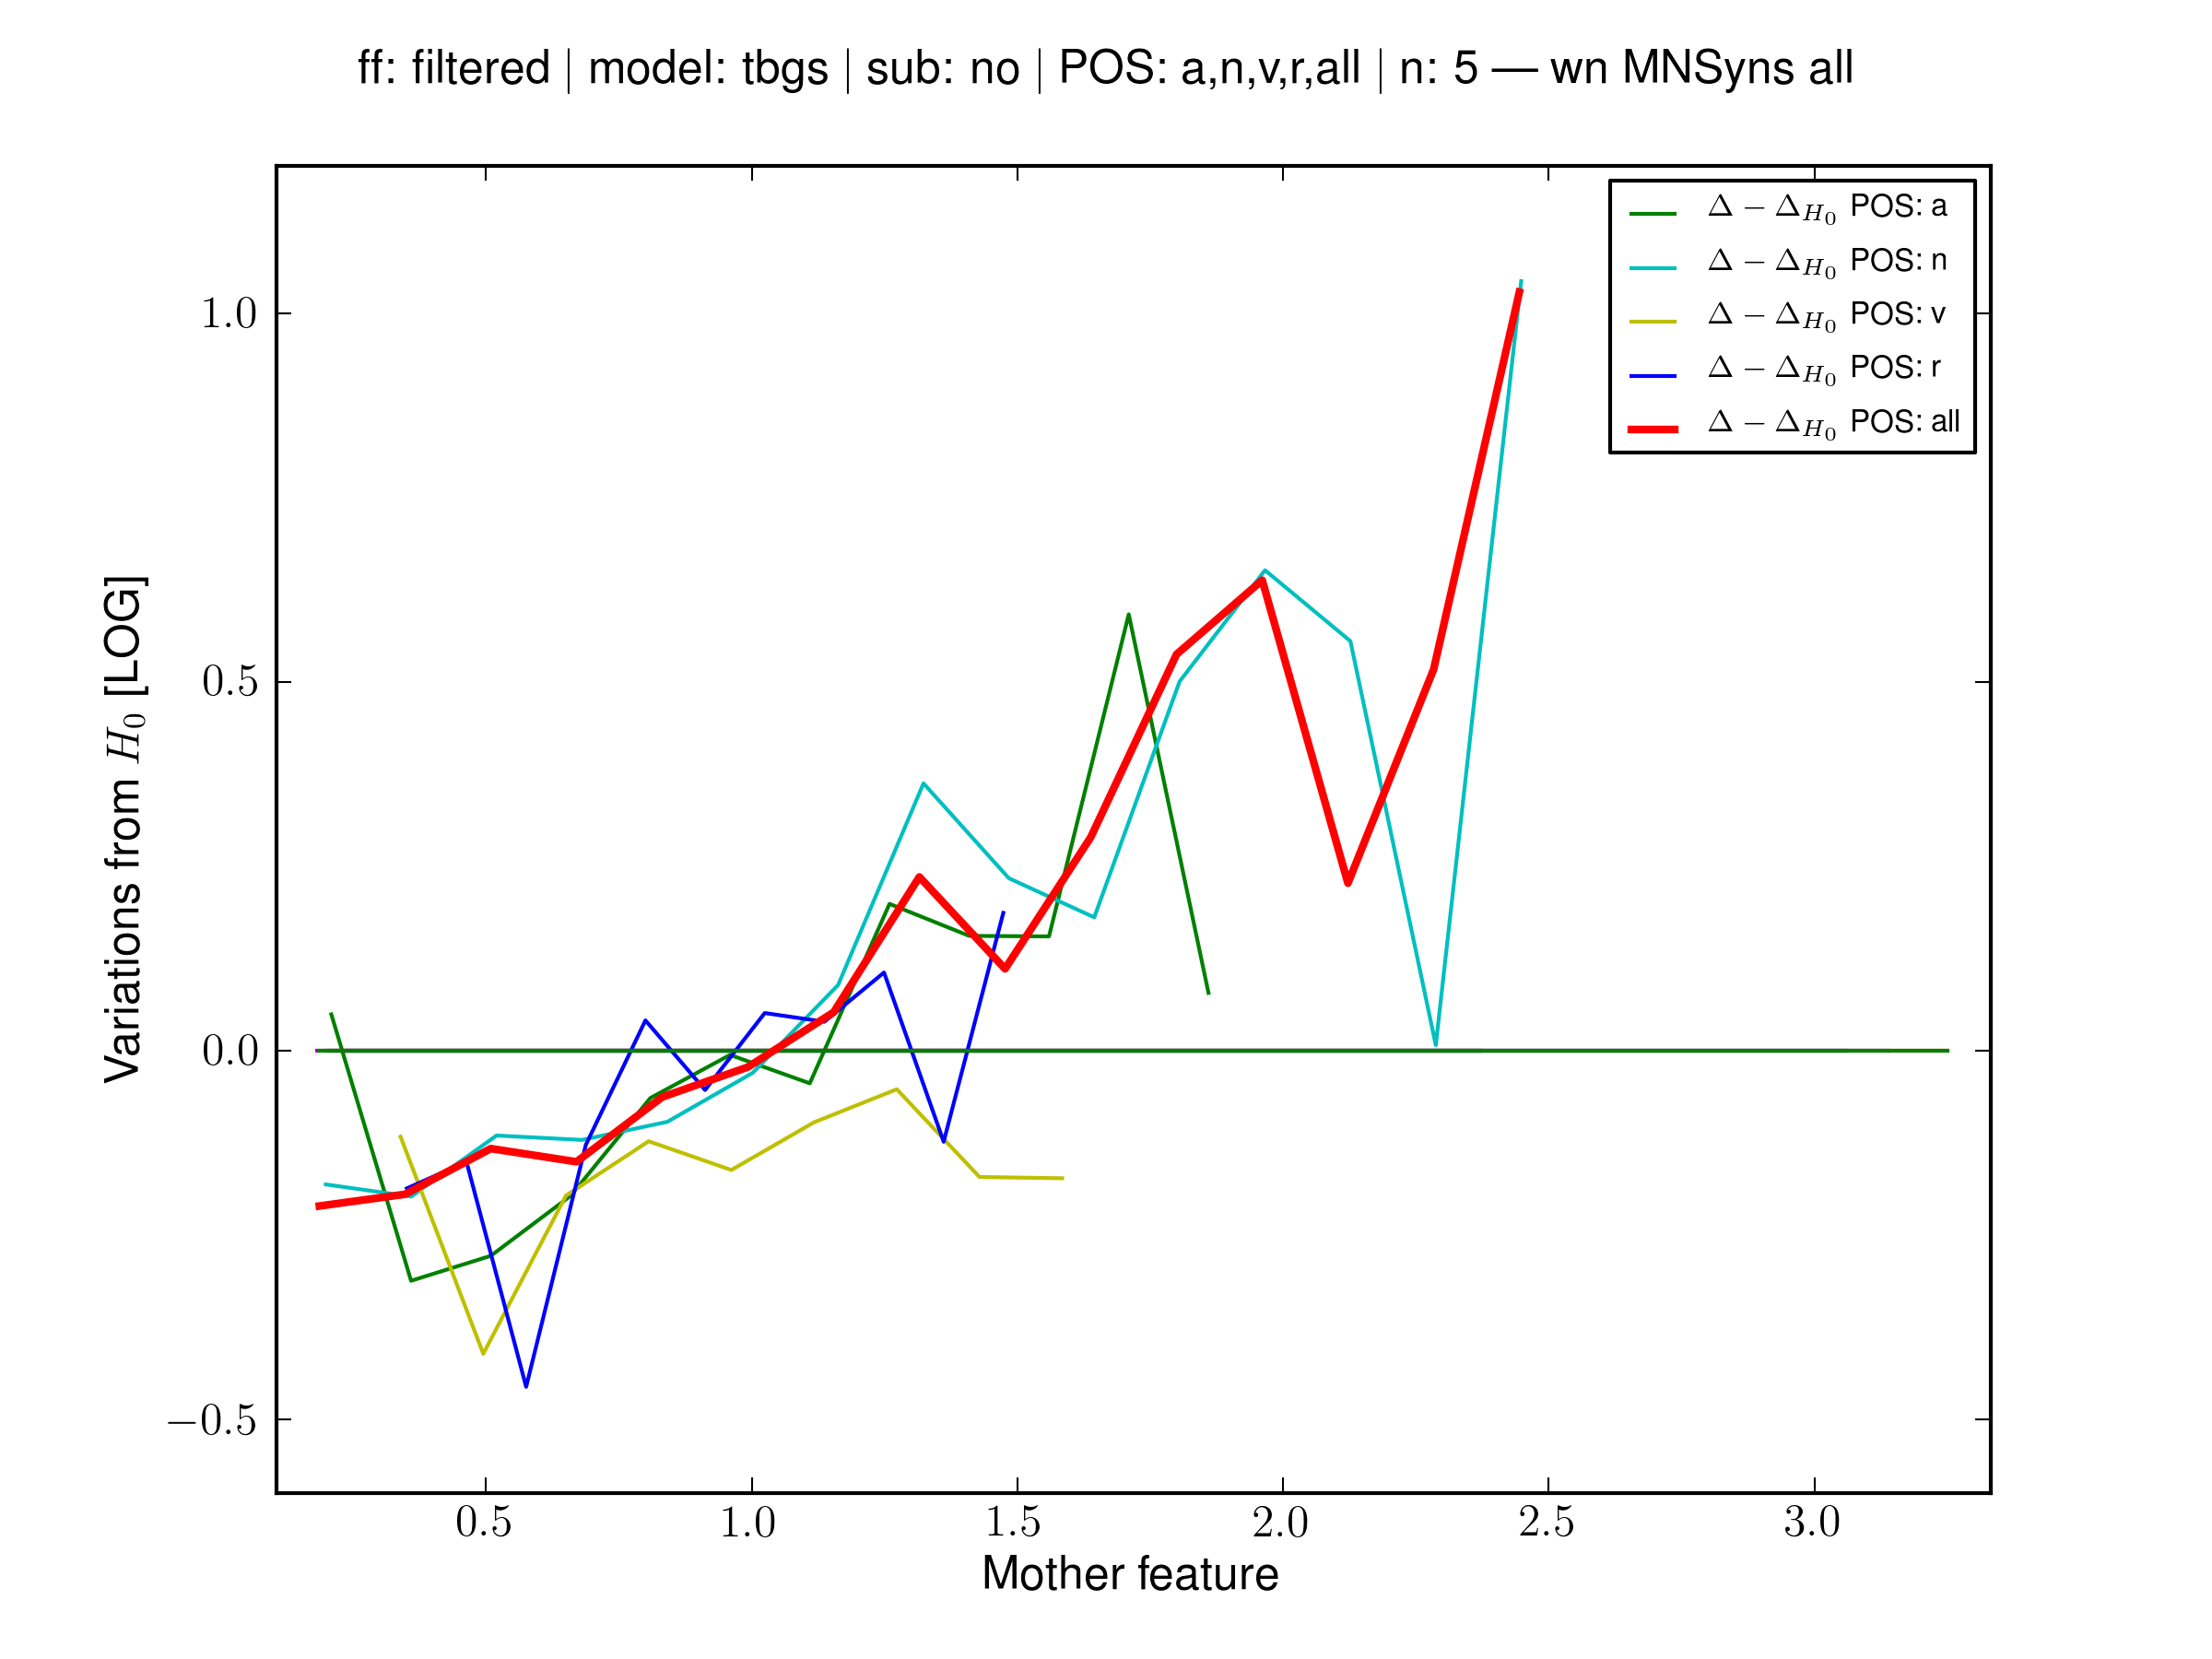 ff: filtered | model: tbgs | sub: no | POS: a,n,v,r,all | n: 5 — wn MNSyns all
Δ − Δ_{H_0} POS: a
Δ − Δ_{H_0} POS: n
Δ − Δ_{H_0} POS: v
Δ − Δ_{H_0} POS: r
Δ − Δ_{H_0} POS: all
Variations from H_0 [LOG]
1.0
0.5
0.0
−0.5
0.5 1.0 1.5 2.0 2.5 3.0
Mother feature